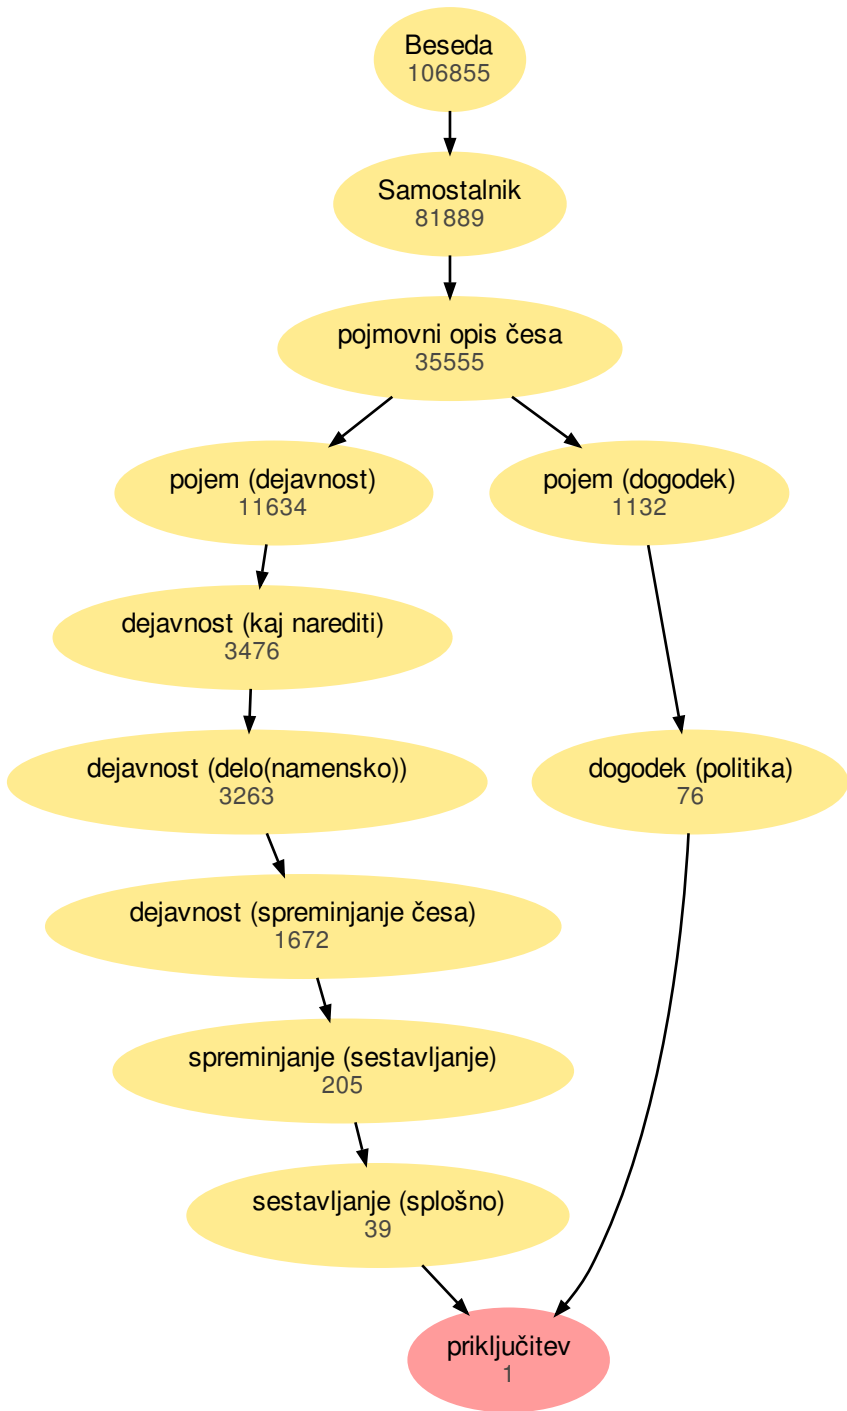 Beseda
106855
Samostalnik
81889
pojmovni opis česa
35555
pojem (dejavnost)
11634
pojem (dogodek)
1132
dejavnost (kaj narediti)
3476
dejavnost (delo(namensko))
3263
dogodek (politika)
76
dejavnost (spreminjanje česa)
1672
spreminjanje (sestavljanje)
205
sestavljanje (splošno)
39
priključitev
1